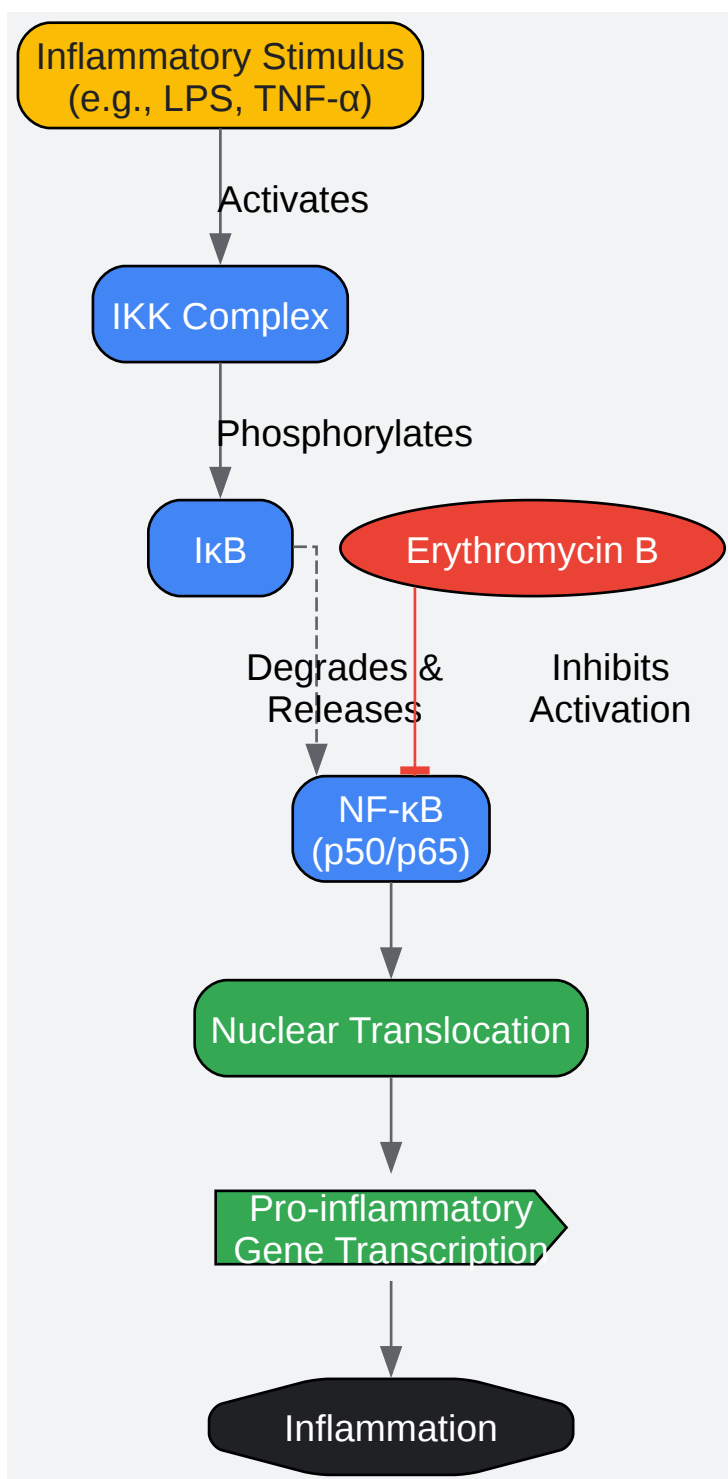 Inflammatory Stimulus
(e.g., LPS, TNF-α)
Activates
IKK Complex
Phosphorylates
IκB
Erythromycin B
Degrades &
Releases
Inhibits
Activation
NF-κB
(p50/p65)
Nuclear Translocation
Pro-inflammatory
Gene Transcription
Inflammation